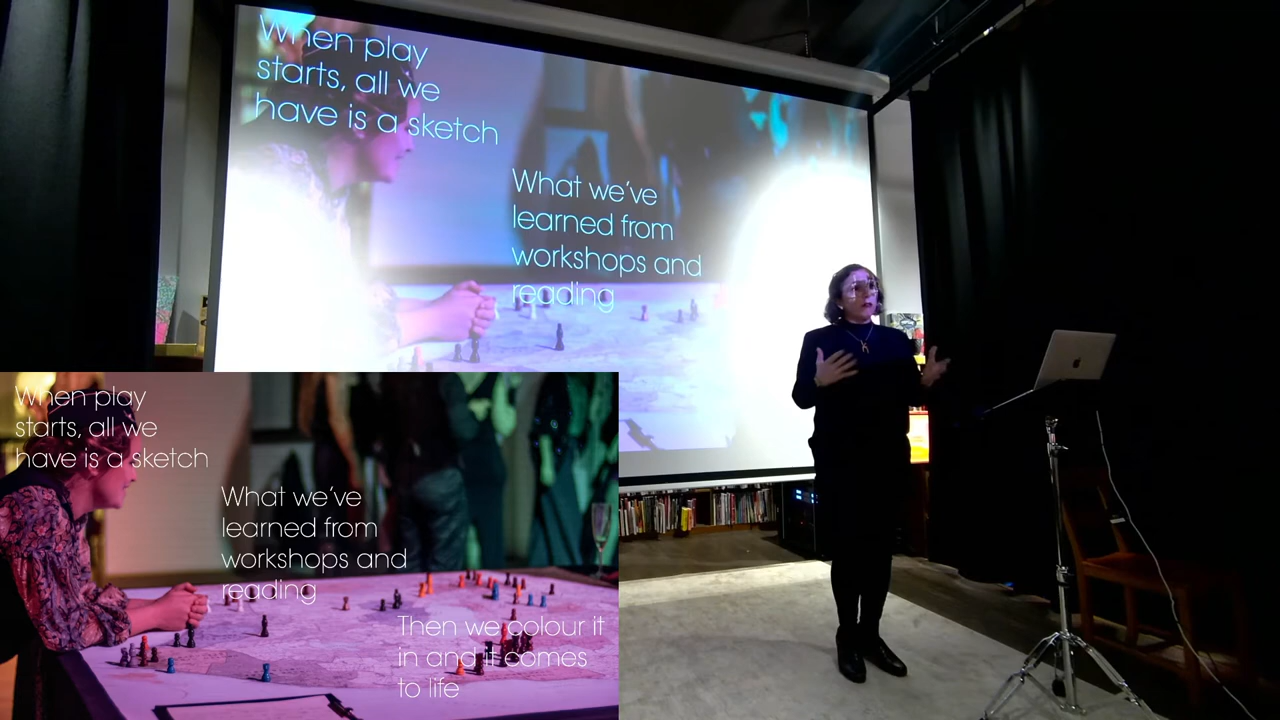 When play
starts, all we
have is a sketch
What we've
learned from
workshops and
reading
When play
starts, all we
have is a sketch
What we've
learned from
workshops and
reading
Then we colour it
in and it comes
to life